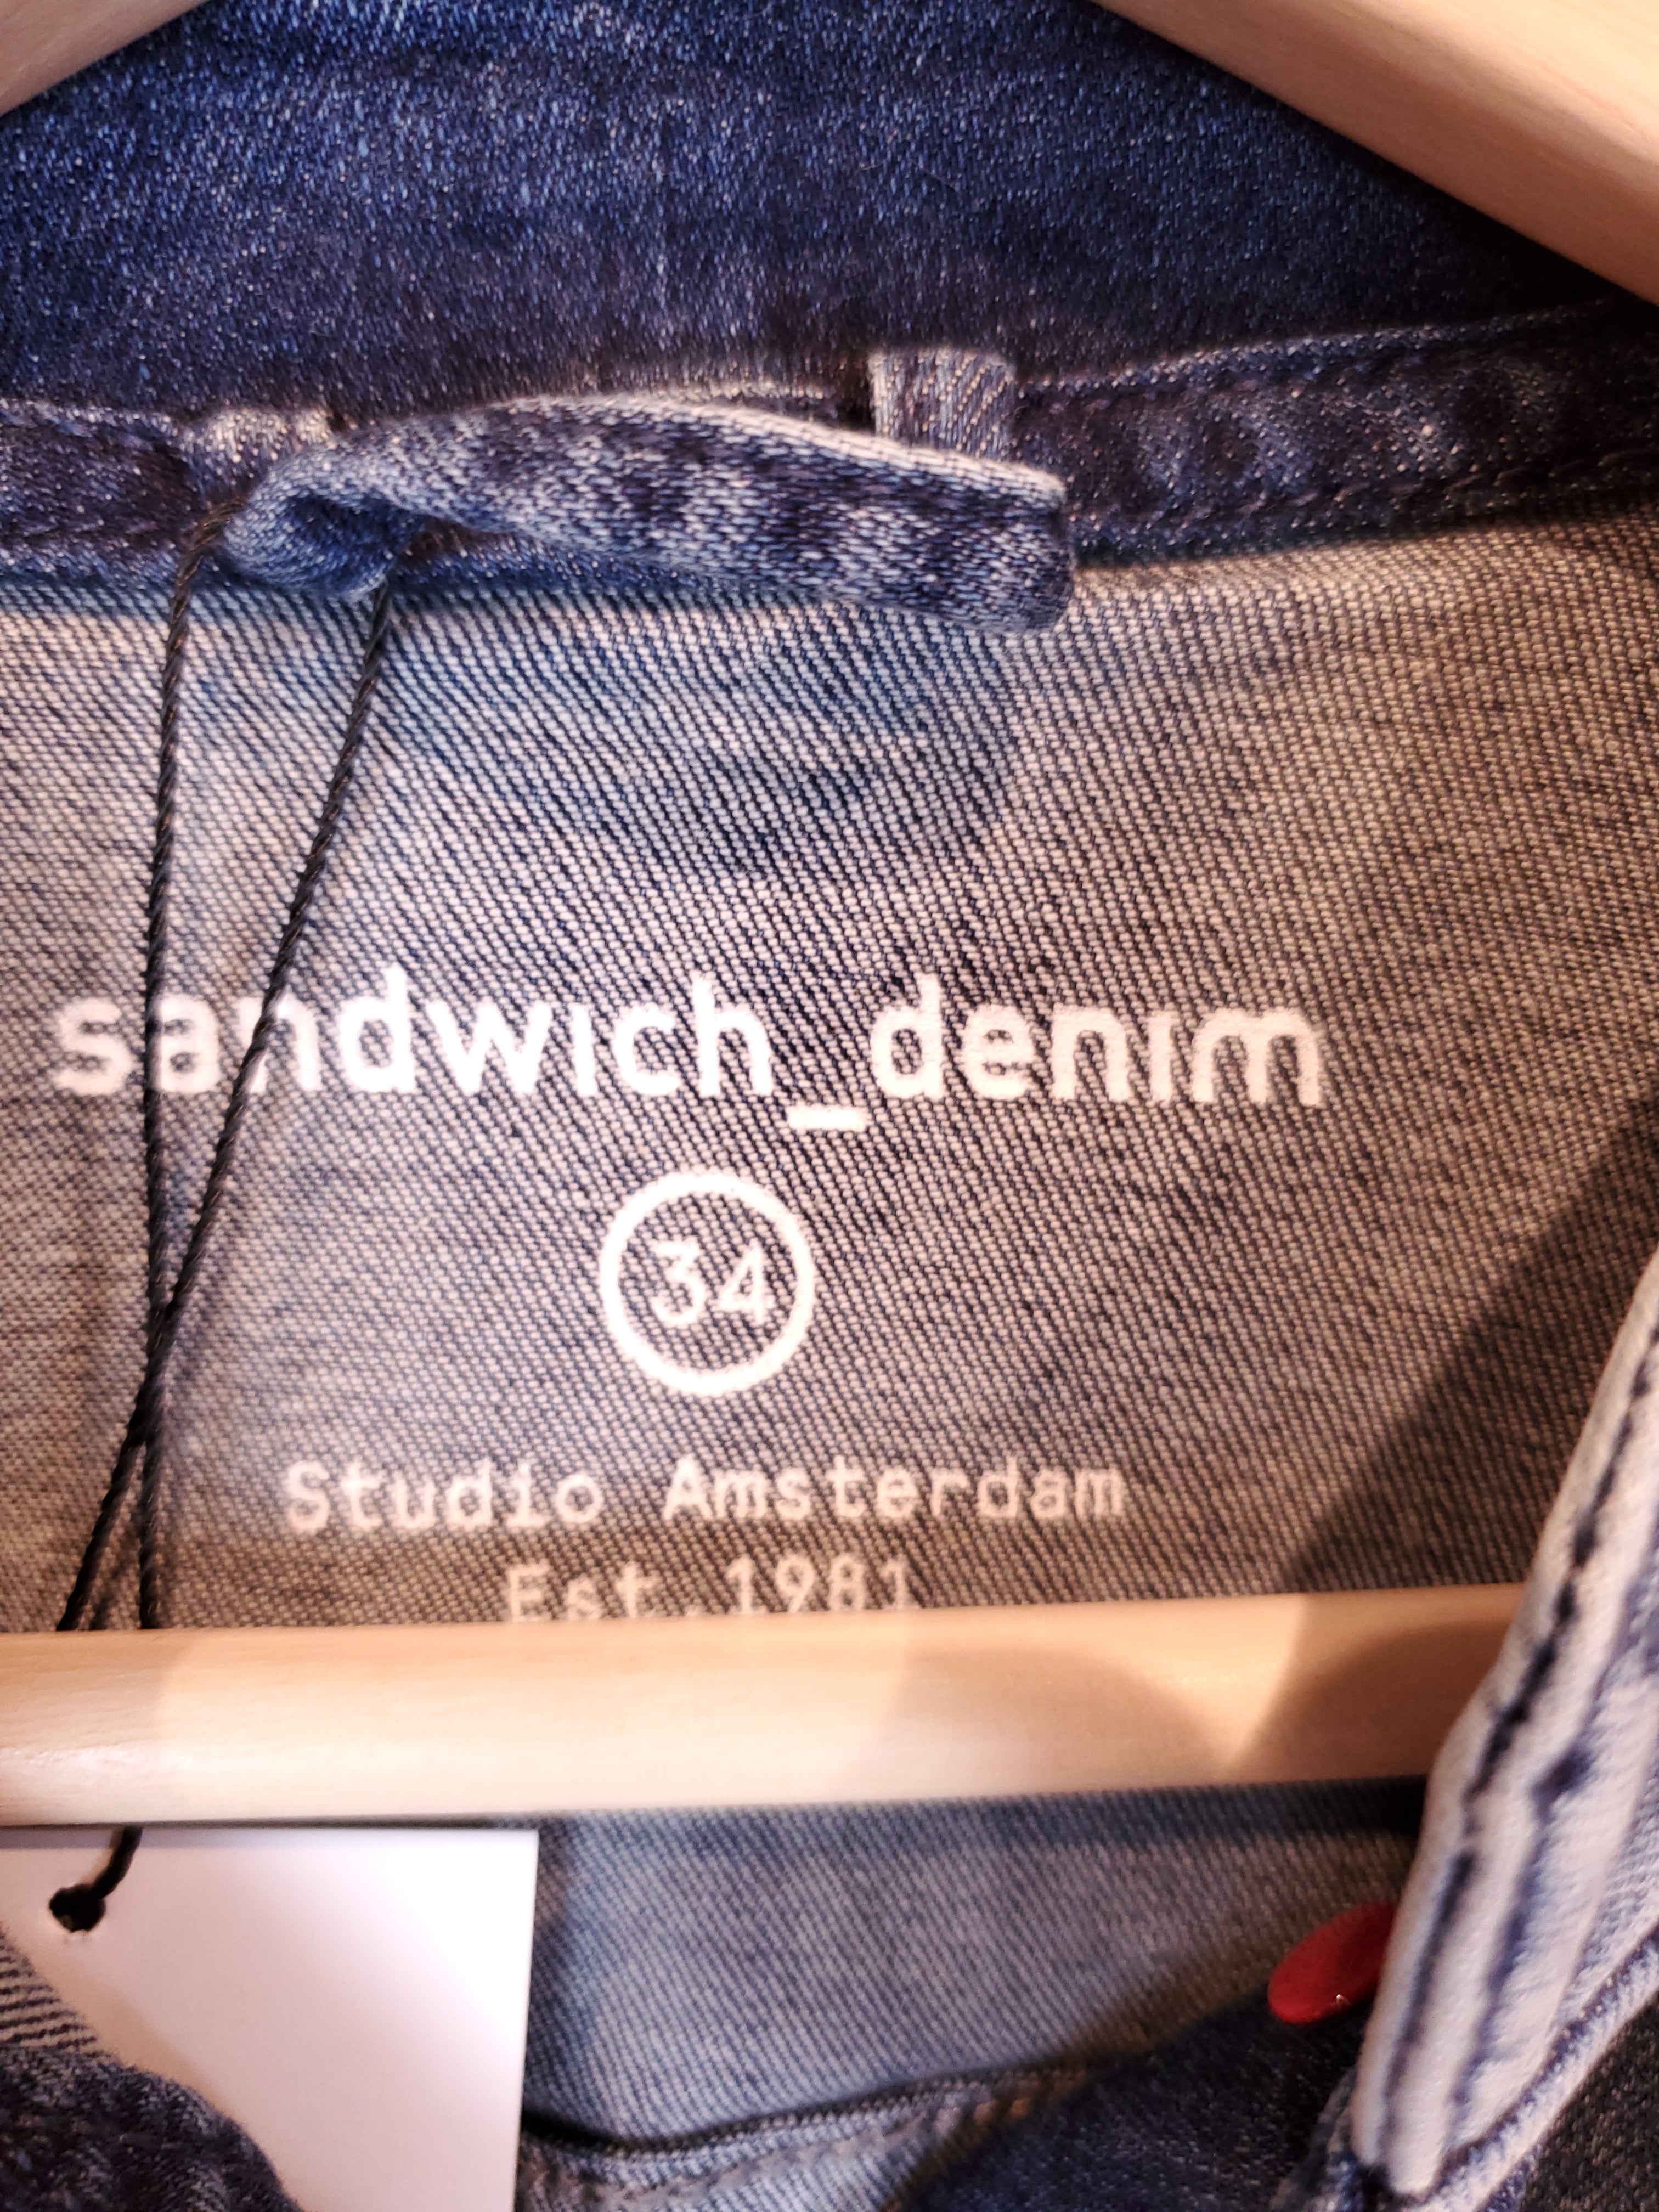 sandwich_denim
34
Studio Amsterdam
Est.1981